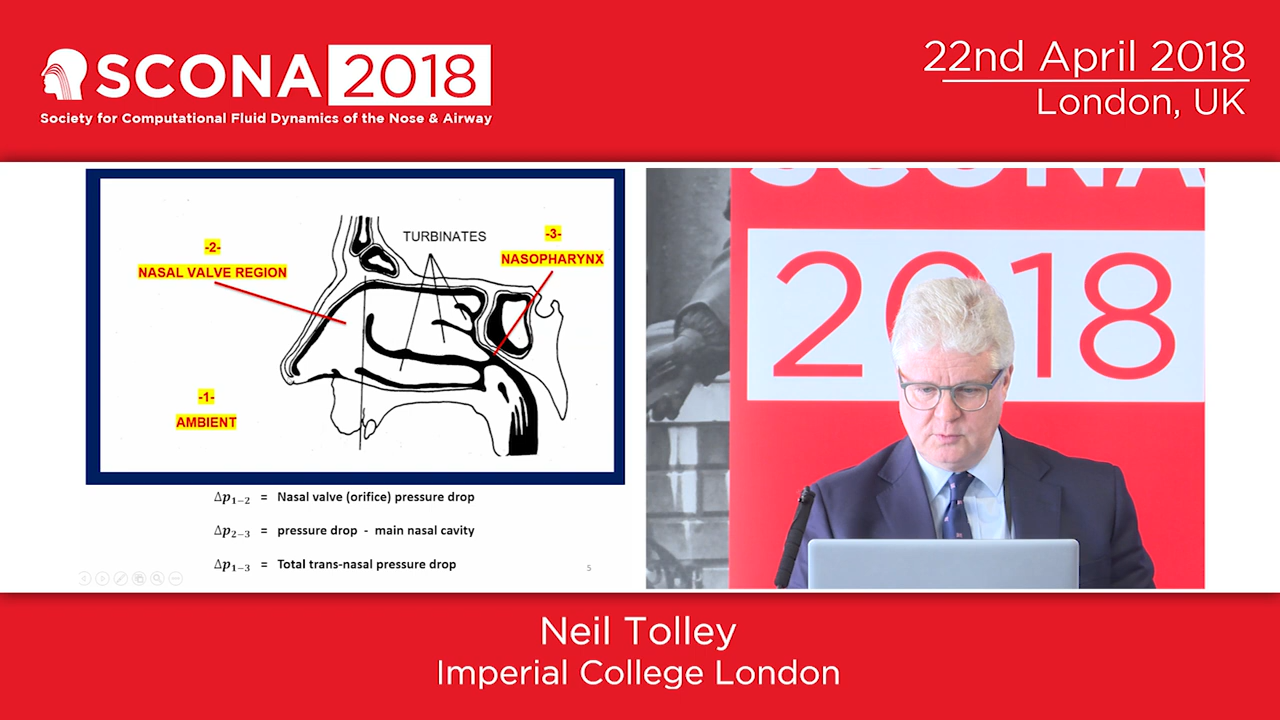 SCONA 2018
Society for Computational Fluid Dynamics of the Nose & Airway
22nd April 2018
London, UK
TURBINATES
-2-
NASAL VALVE REGION
-3-
NASOPHARYNX
-1-
AMBIENT
Δp1−2 = Nasal valve (orifice) pressure drop
Δp2−3 = pressure drop - main nasal cavity
Δp1−3 = Total trans-nasal pressure drop
5
SCONA
2018
Neil Tolley
Imperial College London